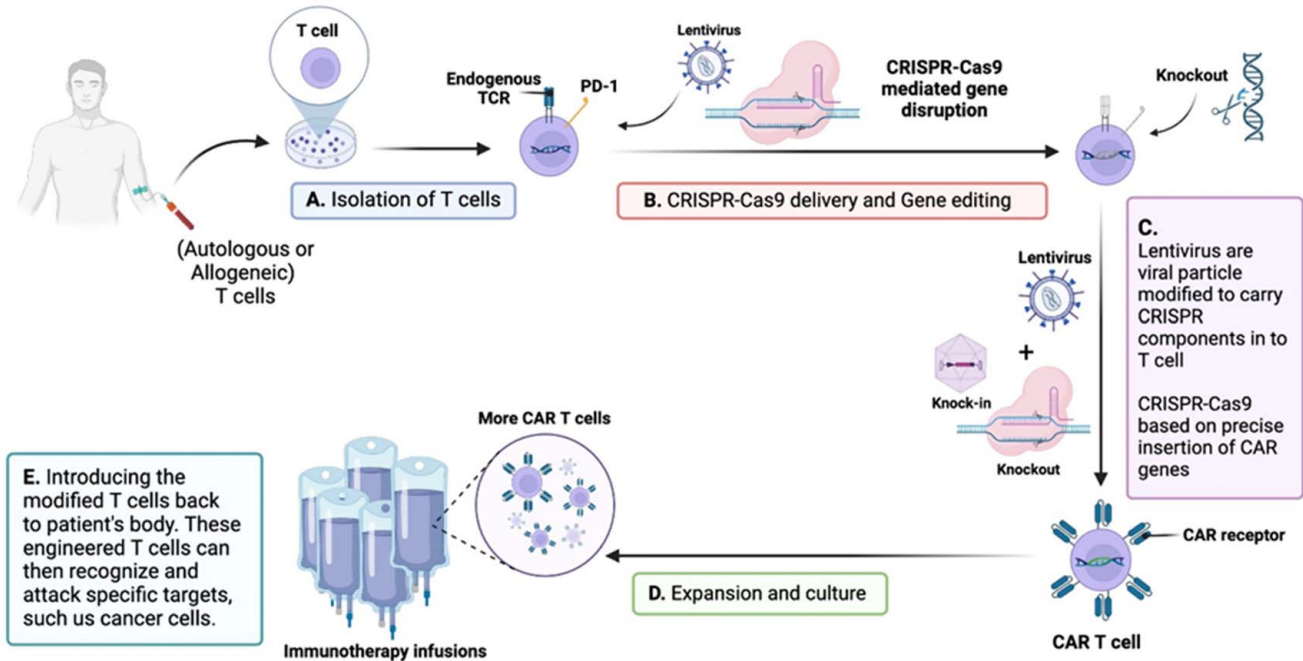 T cell
(Autologous or
Allogeneic)
T cells
A. Isolation of T cells
Endogenous
TCR
PD-1
Lentivirus
CRISPR-Cas9
mediated gene
disruption
B. CRISPR-Cas9 delivery and Gene editing
Knockout
C.
Lentivirus are
viral particle
modified to carry
CRISPR
components in to
T cell
CRISPR-Cas9
based on precise
insertion of CAR
genes
Lentivirus
+
Knock-in
Knockout
CAR receptor
CAR T cell
D. Expansion and culture
More CAR T cells
Immunotherapy infusions
E. Introducing the
modified T cells back
to patient's body. These
engineered T cells can
then recognize and
attack specific targets,
such us cancer cells.